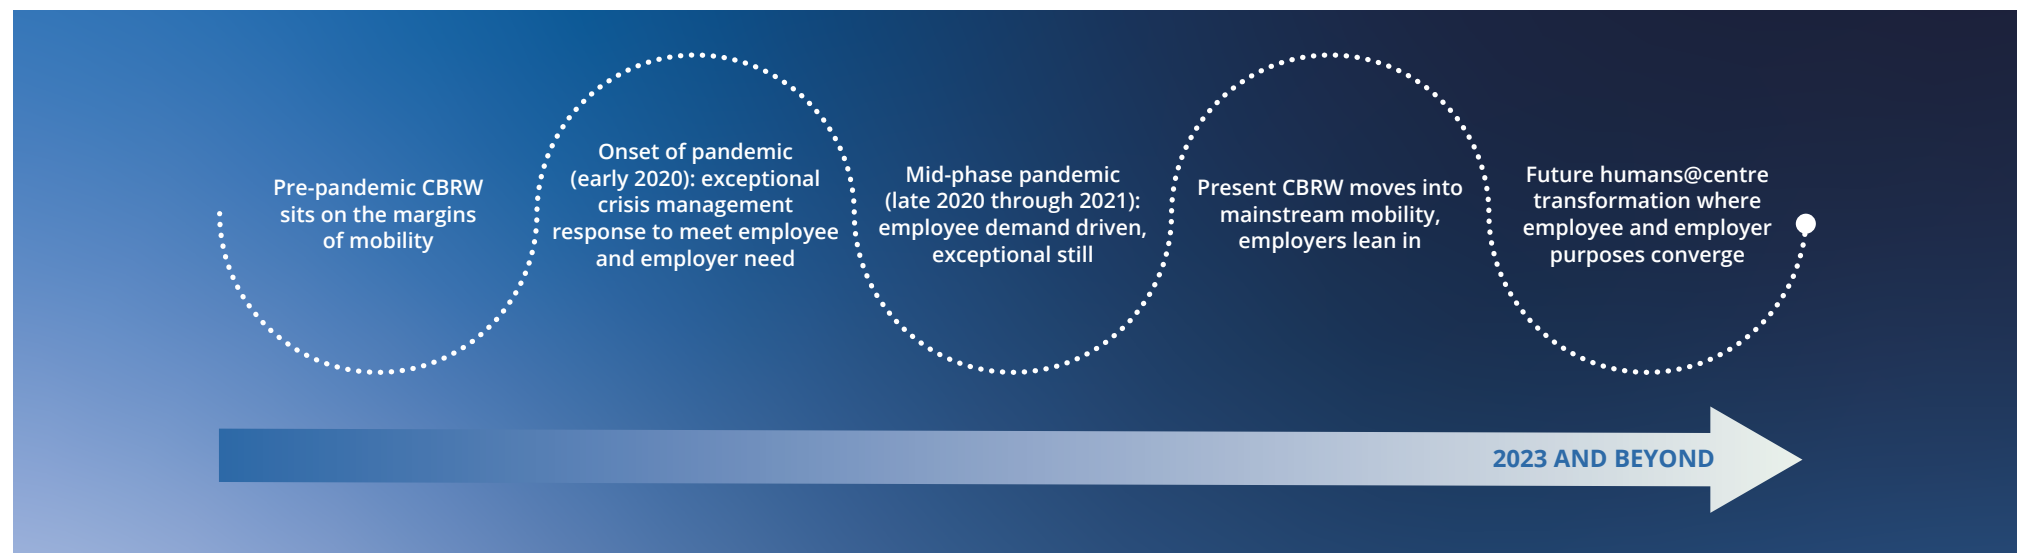 Pre-pandemic CBRW
sits on the margins
of mobility
Onset of pandemic
(early 2020): exceptional
crisis management
response to meet employee
and employer need
Mid-phase pandemic
(late 2020 through 2021):
employee demand driven,
exceptional still
Present CBRW moves into
mainstream mobility,
employers lean in
Future humans@centre
transformation where
employee and employer
purposes converge
2023 AND BEYOND